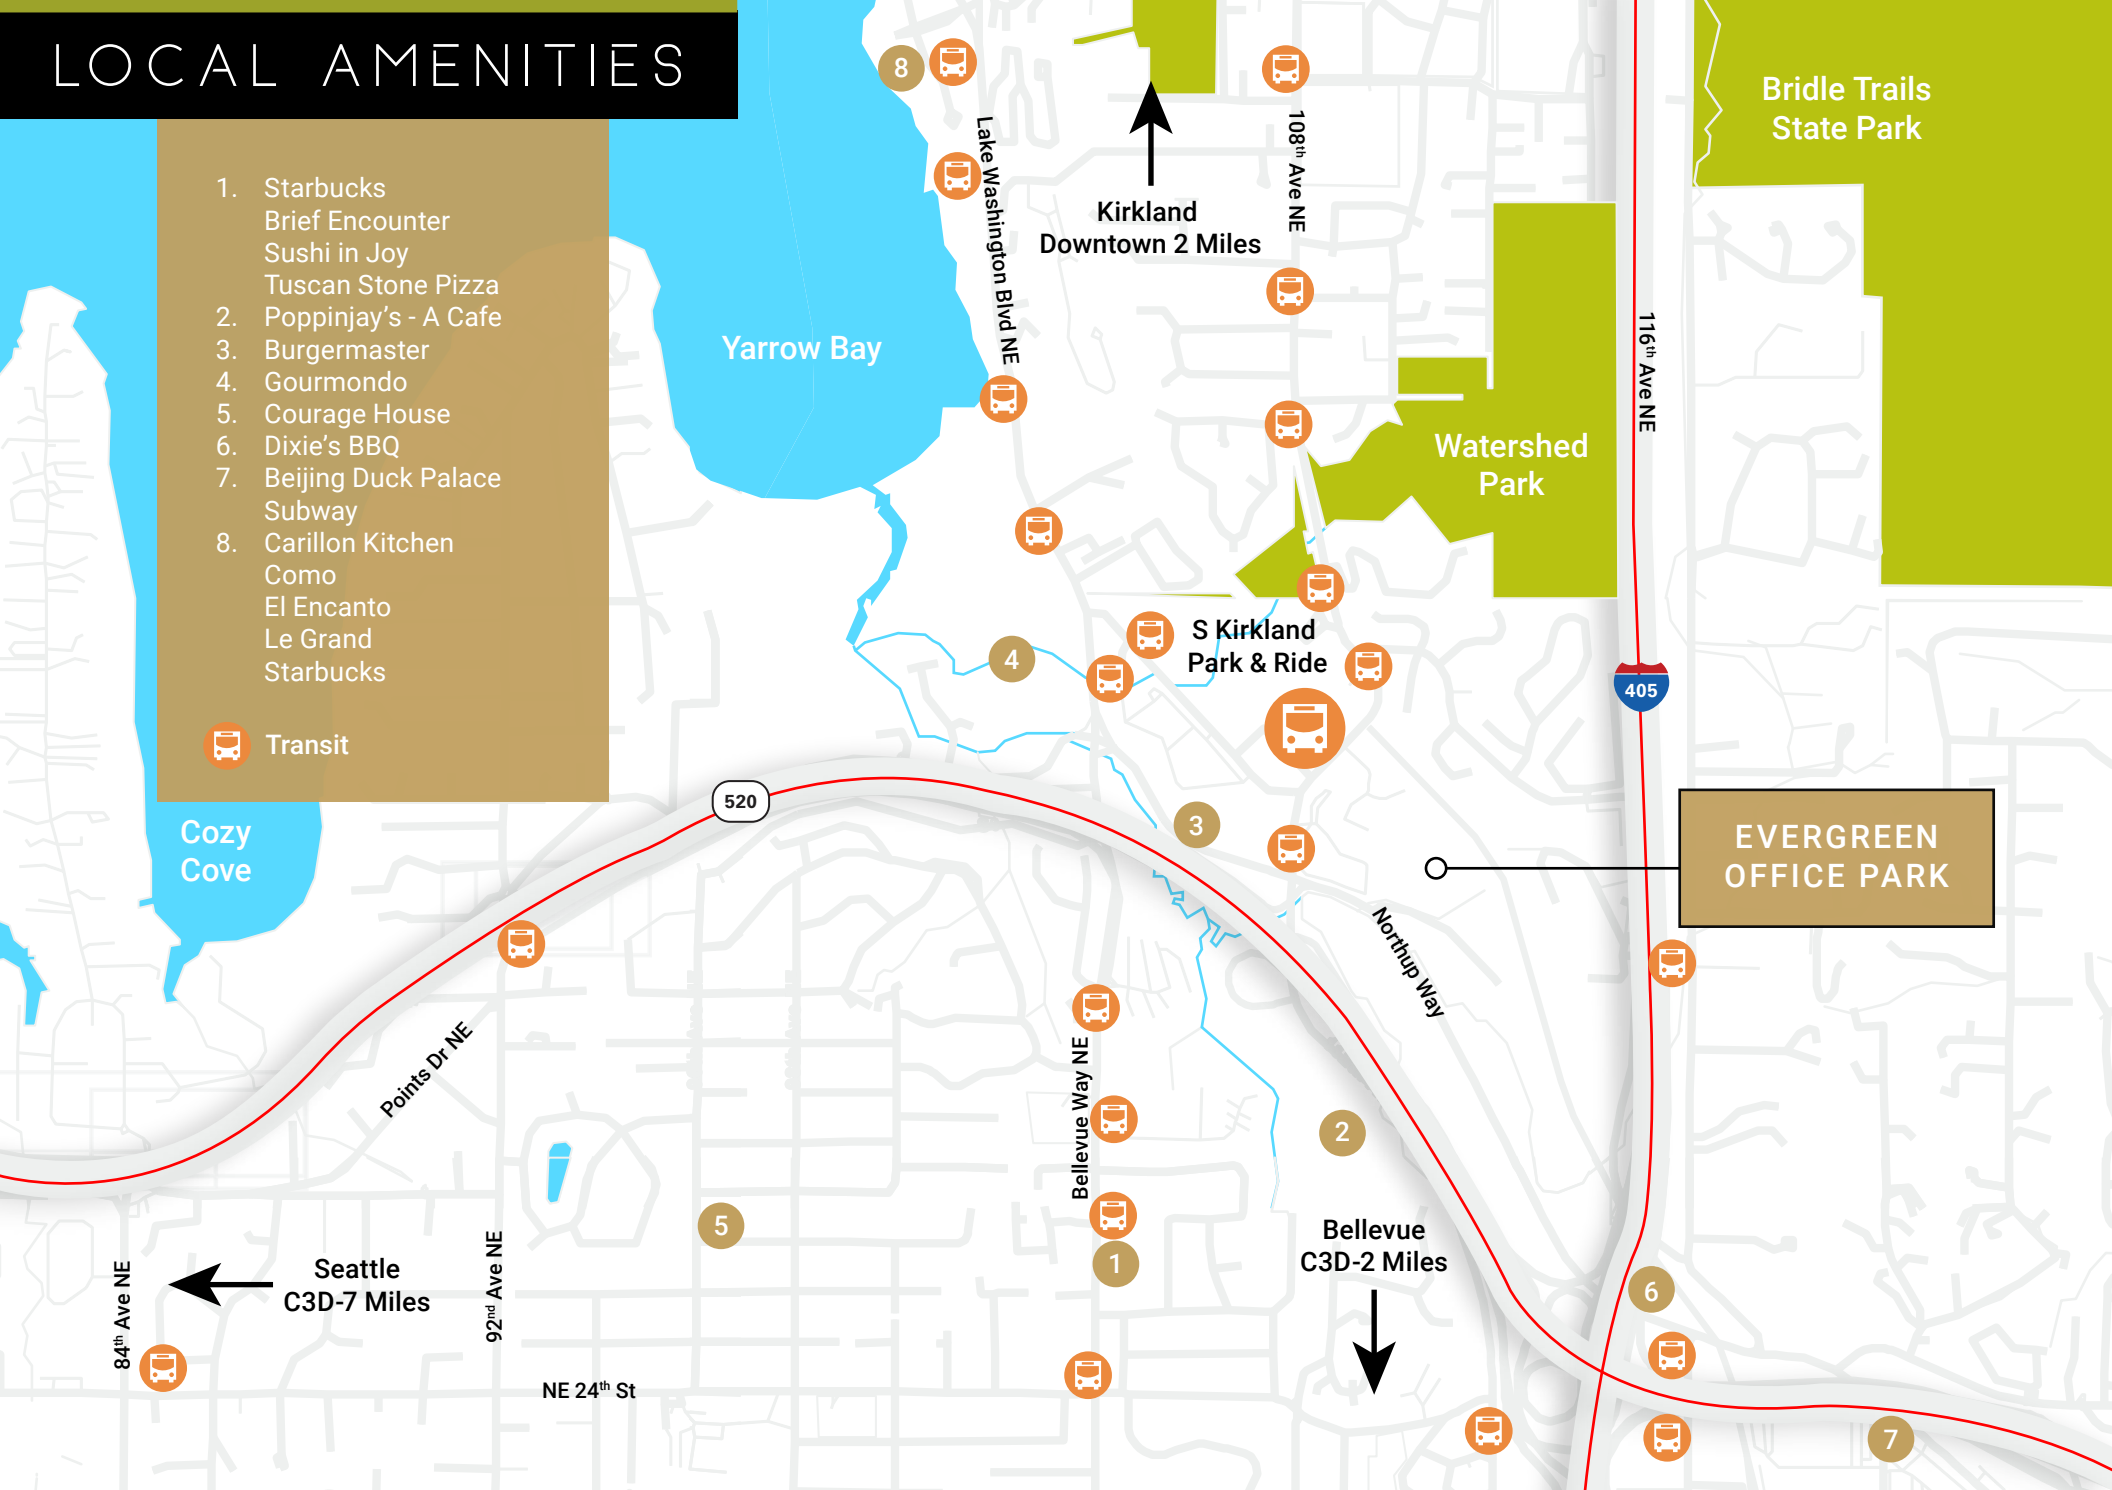 LOCAL AMENITIES
1. Starbucks
Brief Encounter
Sushi in Joy
Tuscan Stone Pizza
2. Poppinjay's - A Cafe
3. Burgermaster
4. Gourmondo
5. Courage House
6. Dixie's BBQ
7. Beijing Duck Palace
Subway
8. Carillon Kitchen
Como
El Encanto
Le Grand
Starbucks
Transit
8
Lake Washington Blvd NE
108th Ave NE
Kirkland
Downtown 2 Miles
Bridle Trails
State Park
Yarrow Bay
116th Ave NE
Watershed
Park
S Kirkland
Park & Ride
4
405
520
3
Cozy
Cove
EVERGREEN
OFFICE PARK
Northup Way
Points Dr NE
Bellevue Way NE
2
5
1
Bellevue
C3D-2 Miles
Seattle
C3D-7 Miles
84th Ave NE
92nd Ave NE
6
NE 24th St
7